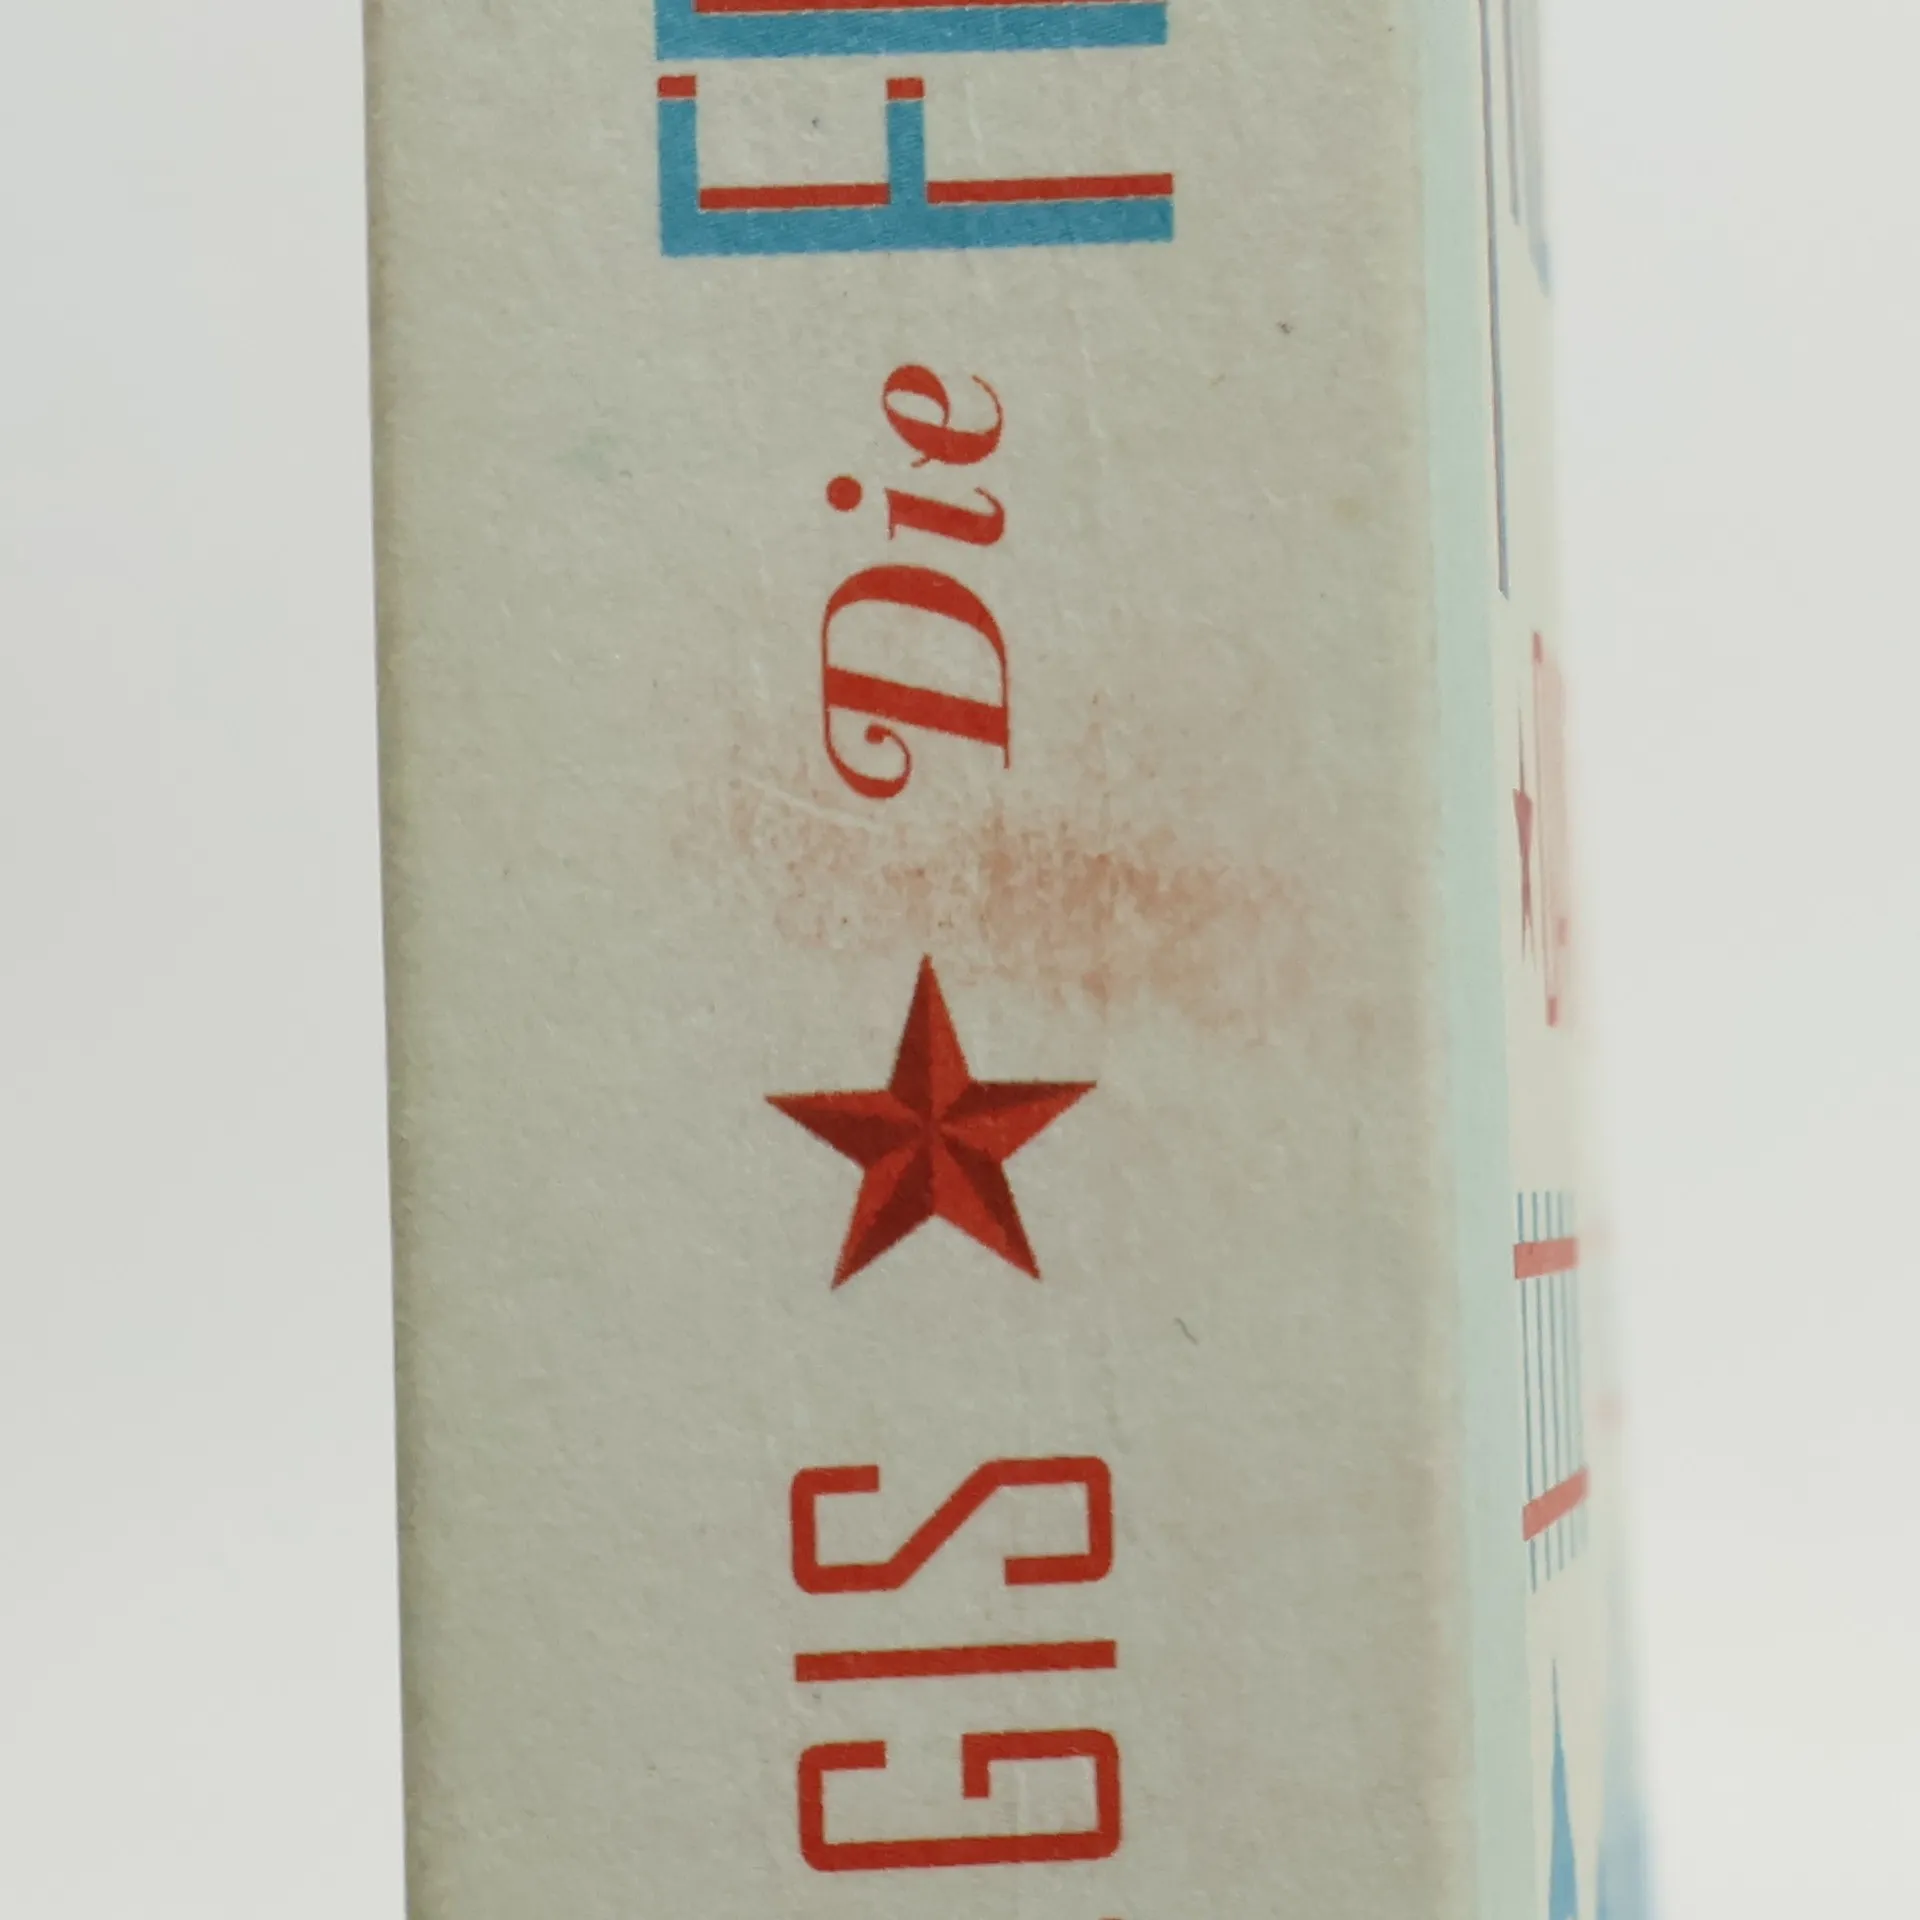 GIS ★ Die F